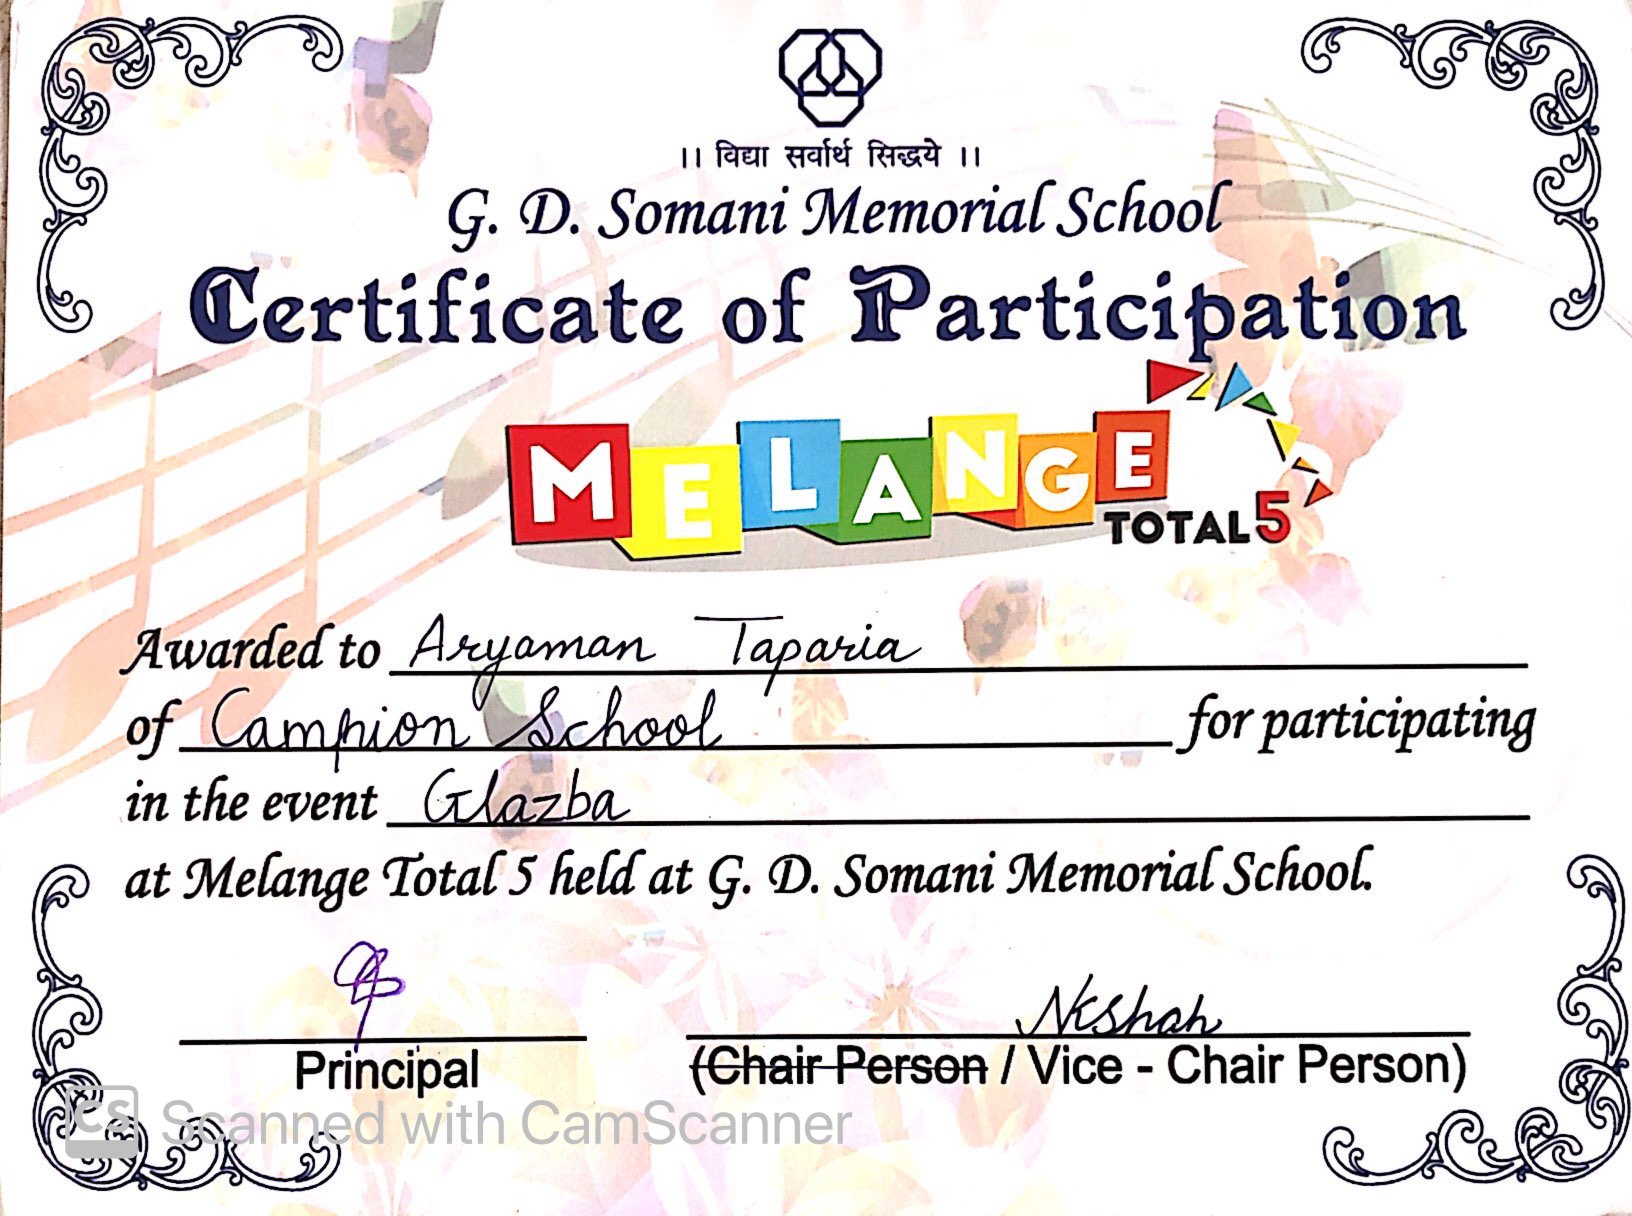 ।। विद्या सर्वार्थ सिद्धये ।।
G. D. Somani Memorial School
Certificate of Participation
MELANGE
TOTAL 5
Awarded to Aryaman Taparia
of Campion School for participating
in the event Glazba
at Melange Total 5 held at G. D. Somani Memorial School.
NKShah
Principal (Chair Person / Vice - Chair Person)
CS Scanned with CamScanner